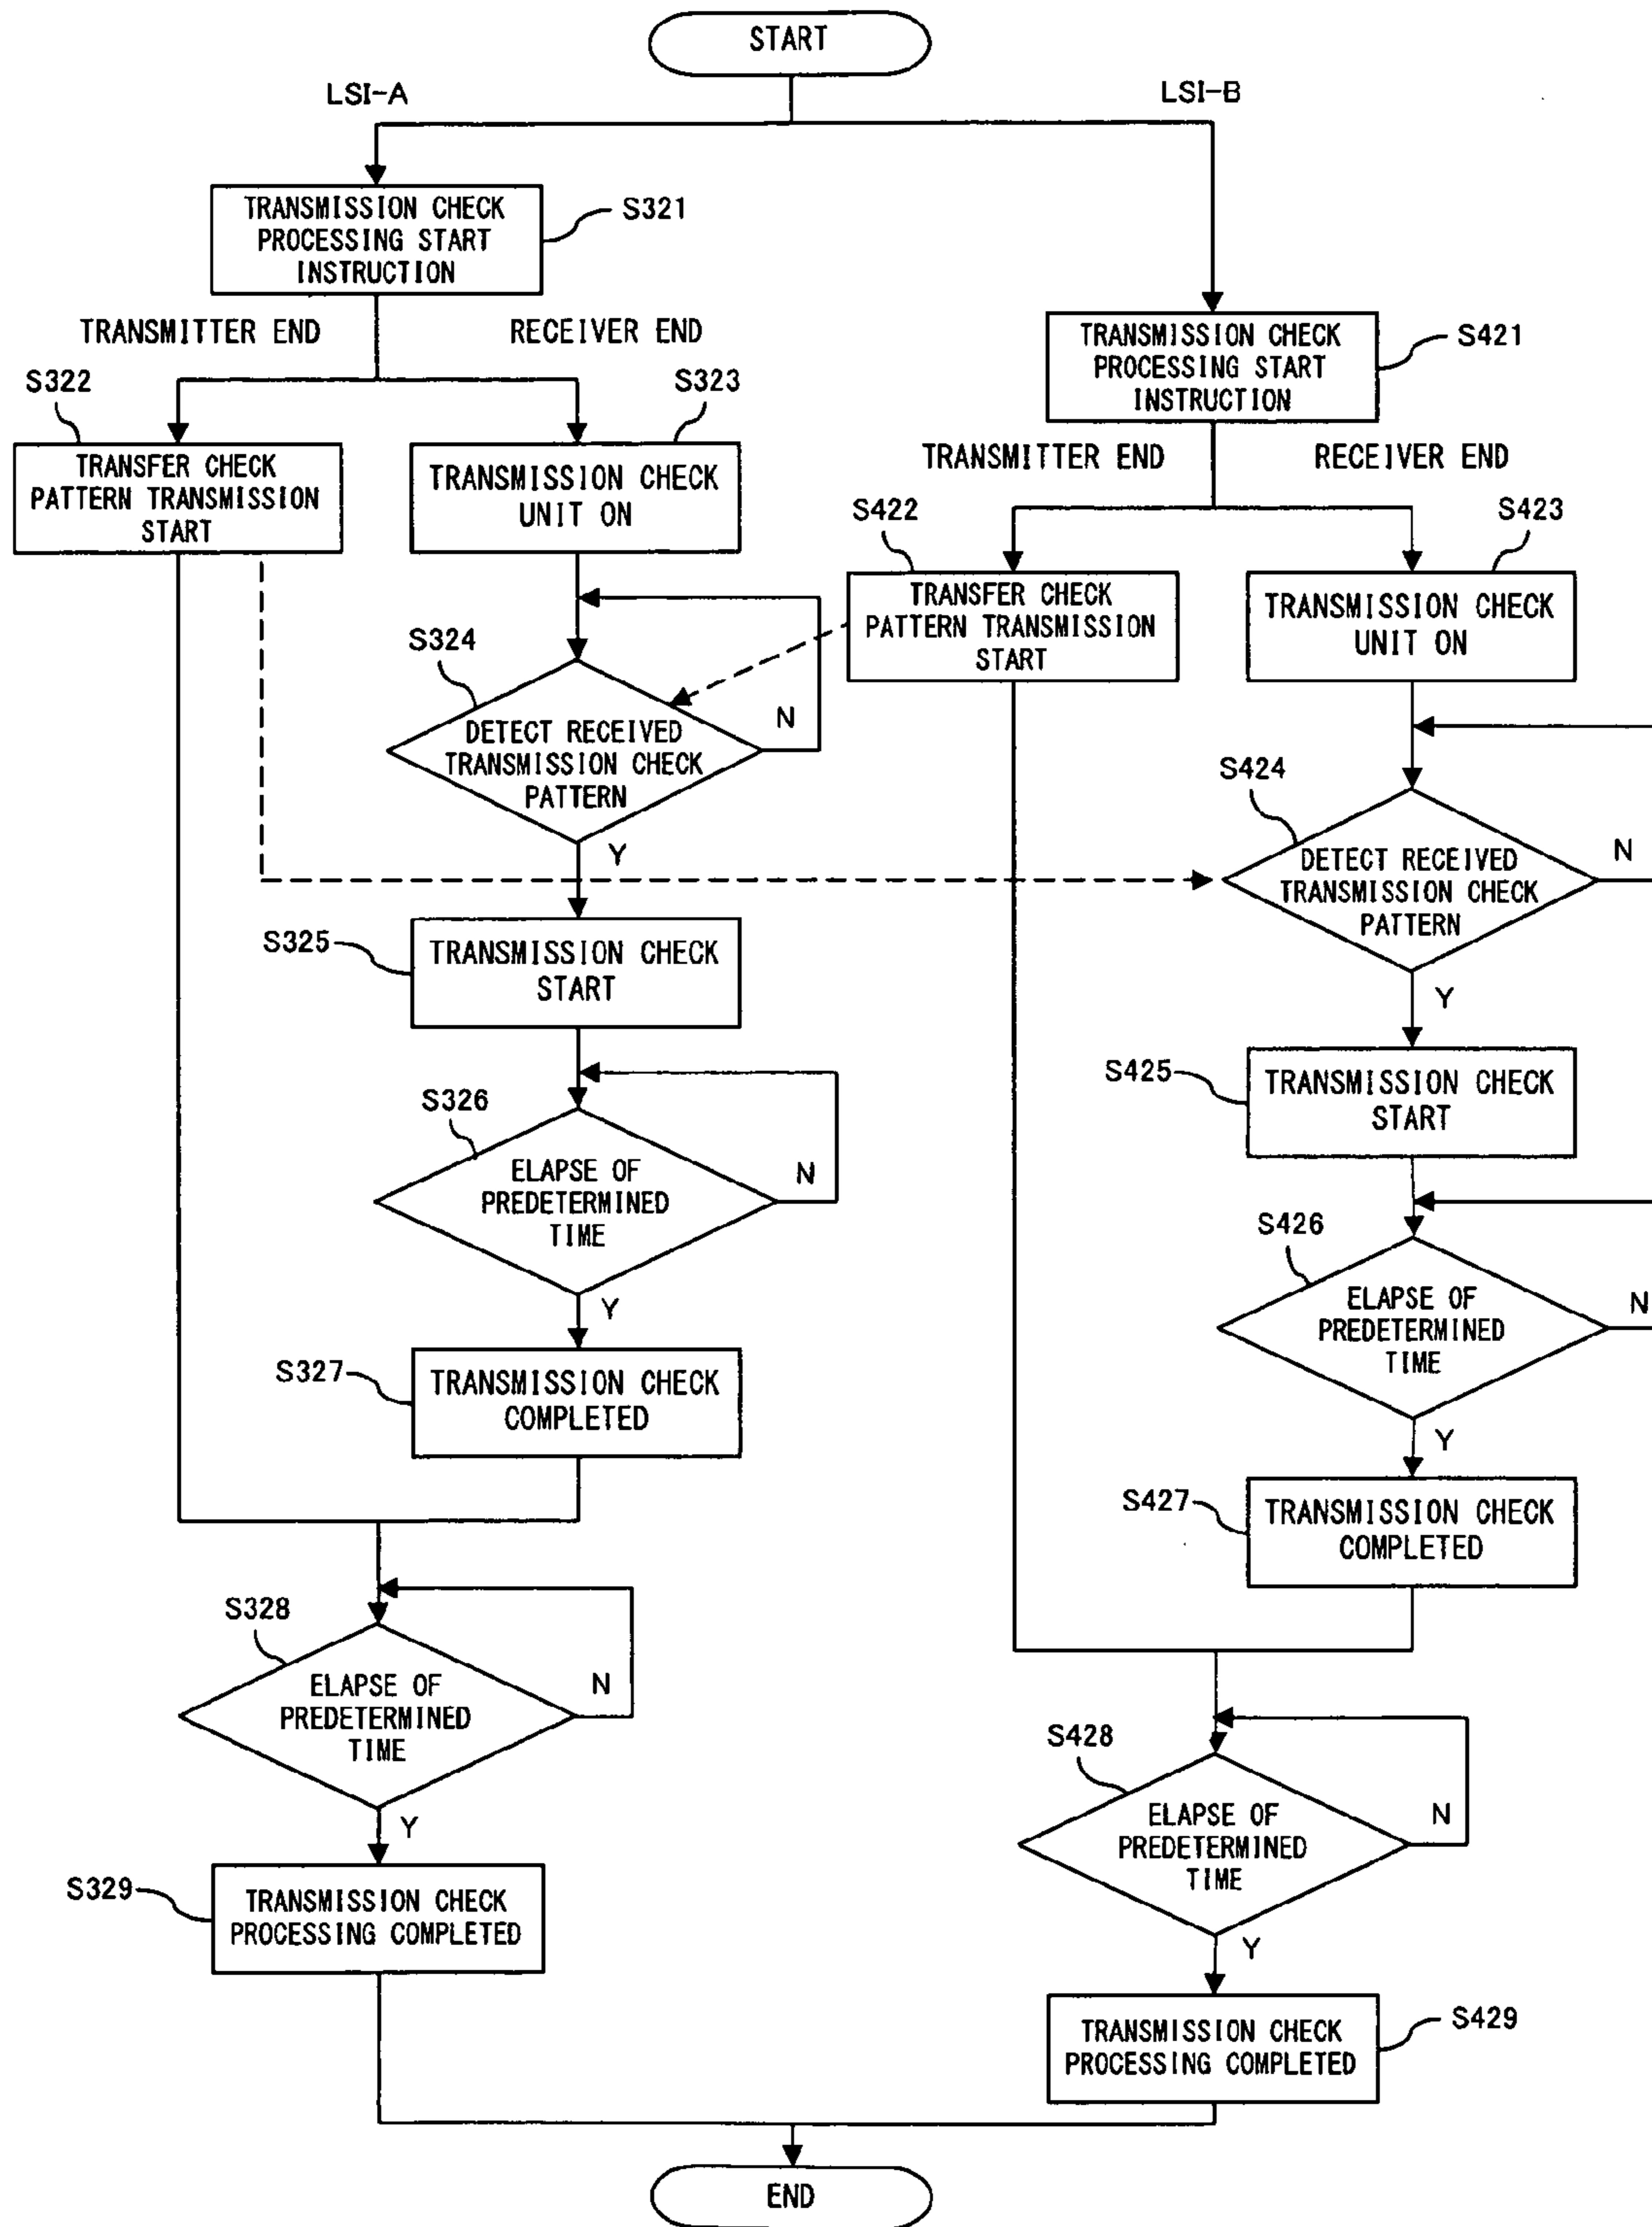 START
LSI-A
LSI-B
TRANSMISSION CHECK
PROCESSING START
INSTRUCTION
S321
TRANSMITTER END
RECEIVER END
TRANSMISSION CHECK
PROCESSING START
INSTRUCTION
S421
S322
S323
TRANSFER CHECK
PATTERN TRANSMISSION
START
TRANSMISSION CHECK
UNIT ON
TRANSMITTER END
RECEIVER END
S422
S423
TRANSFER CHECK
PATTERN TRANSMISSION
START
TRANSMISSION CHECK
UNIT ON
S324
DETECT RECEIVED
TRANSMISSION CHECK
PATTERN
N
Y
S424
DETECT RECEIVED
TRANSMISSION CHECK
PATTERN
N
Y
S325
TRANSMISSION CHECK
START
S425
TRANSMISSION CHECK
START
S326
ELAPSE OF
PREDETERMINED
TIME
N
Y
S426
ELAPSE OF
PREDETERMINED
TIME
N
Y
S327
TRANSMISSION CHECK
COMPLETED
S427
TRANSMISSION CHECK
COMPLETED
S328
ELAPSE OF
PREDETERMINED
TIME
N
Y
S428
ELAPSE OF
PREDETERMINED
TIME
N
Y
S329
TRANSMISSION CHECK
PROCESSING COMPLETED
TRANSMISSION CHECK
PROCESSING COMPLETED
S429
END